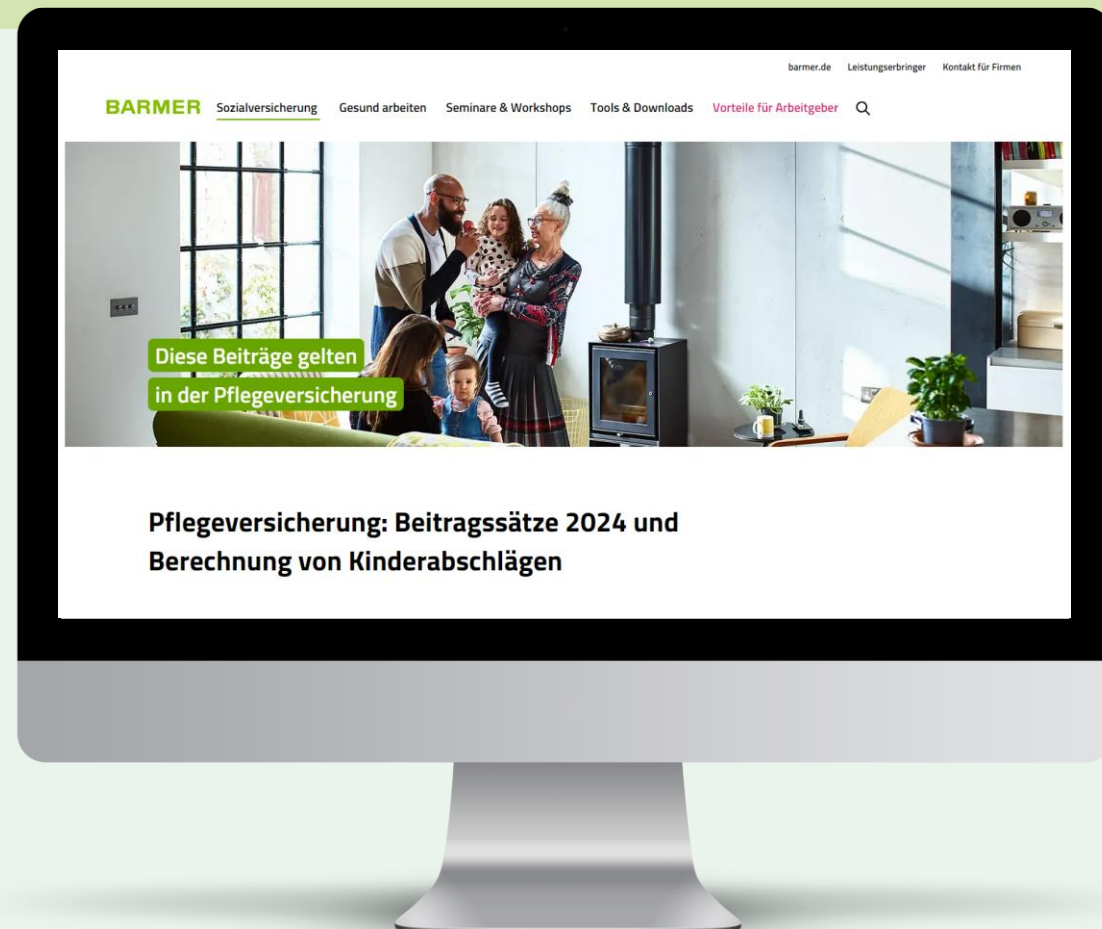 barmer.de Leistungserbringer Kontakt für Firmen
BARMER Sozialversicherung Gesund arbeiten Seminare & Workshops Tools & Downloads Vorteile für Arbeitgeber
Diese Beiträge gelten
in der Pflegeversicherung
Pflegeversicherung: Beitragssätze 2024 und
Berechnung von Kinderabschlägen